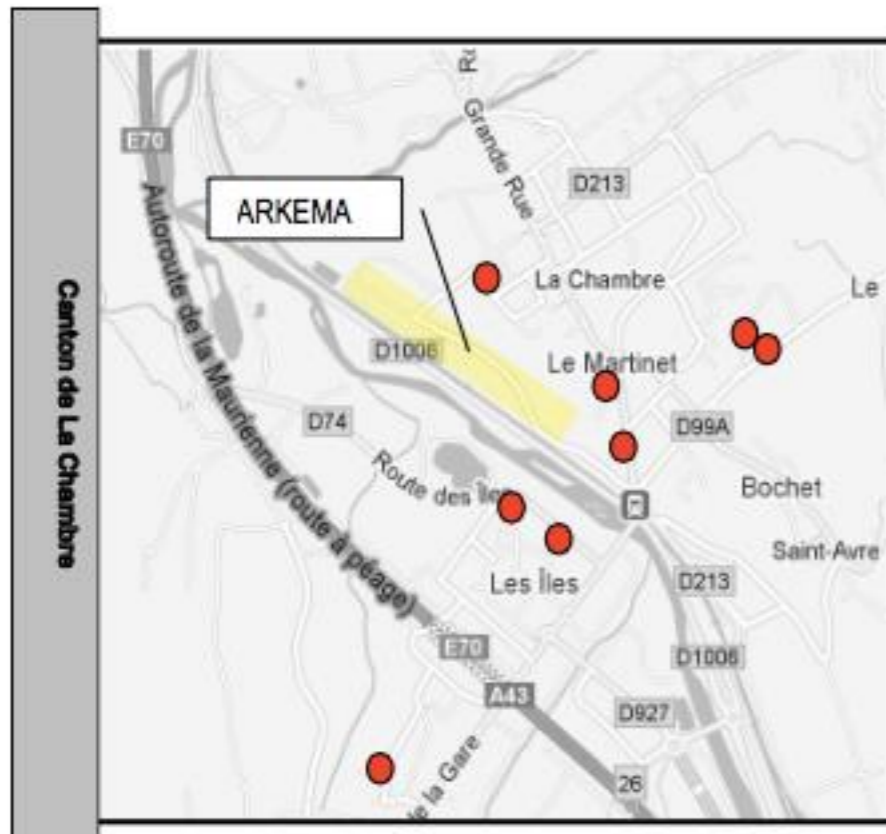 Canton de La Chambre
R
Grande Rue
E70
D213
ARKEMA
Autoroute de la Maurienne (route à péage)
La Chambre
Le
D1006
Le Martinet
D74
D99A
Route des Îles
Bochet
Saint-Avre
Les Îles
D213
E70
D1006
A43
D927
de la Gare
26